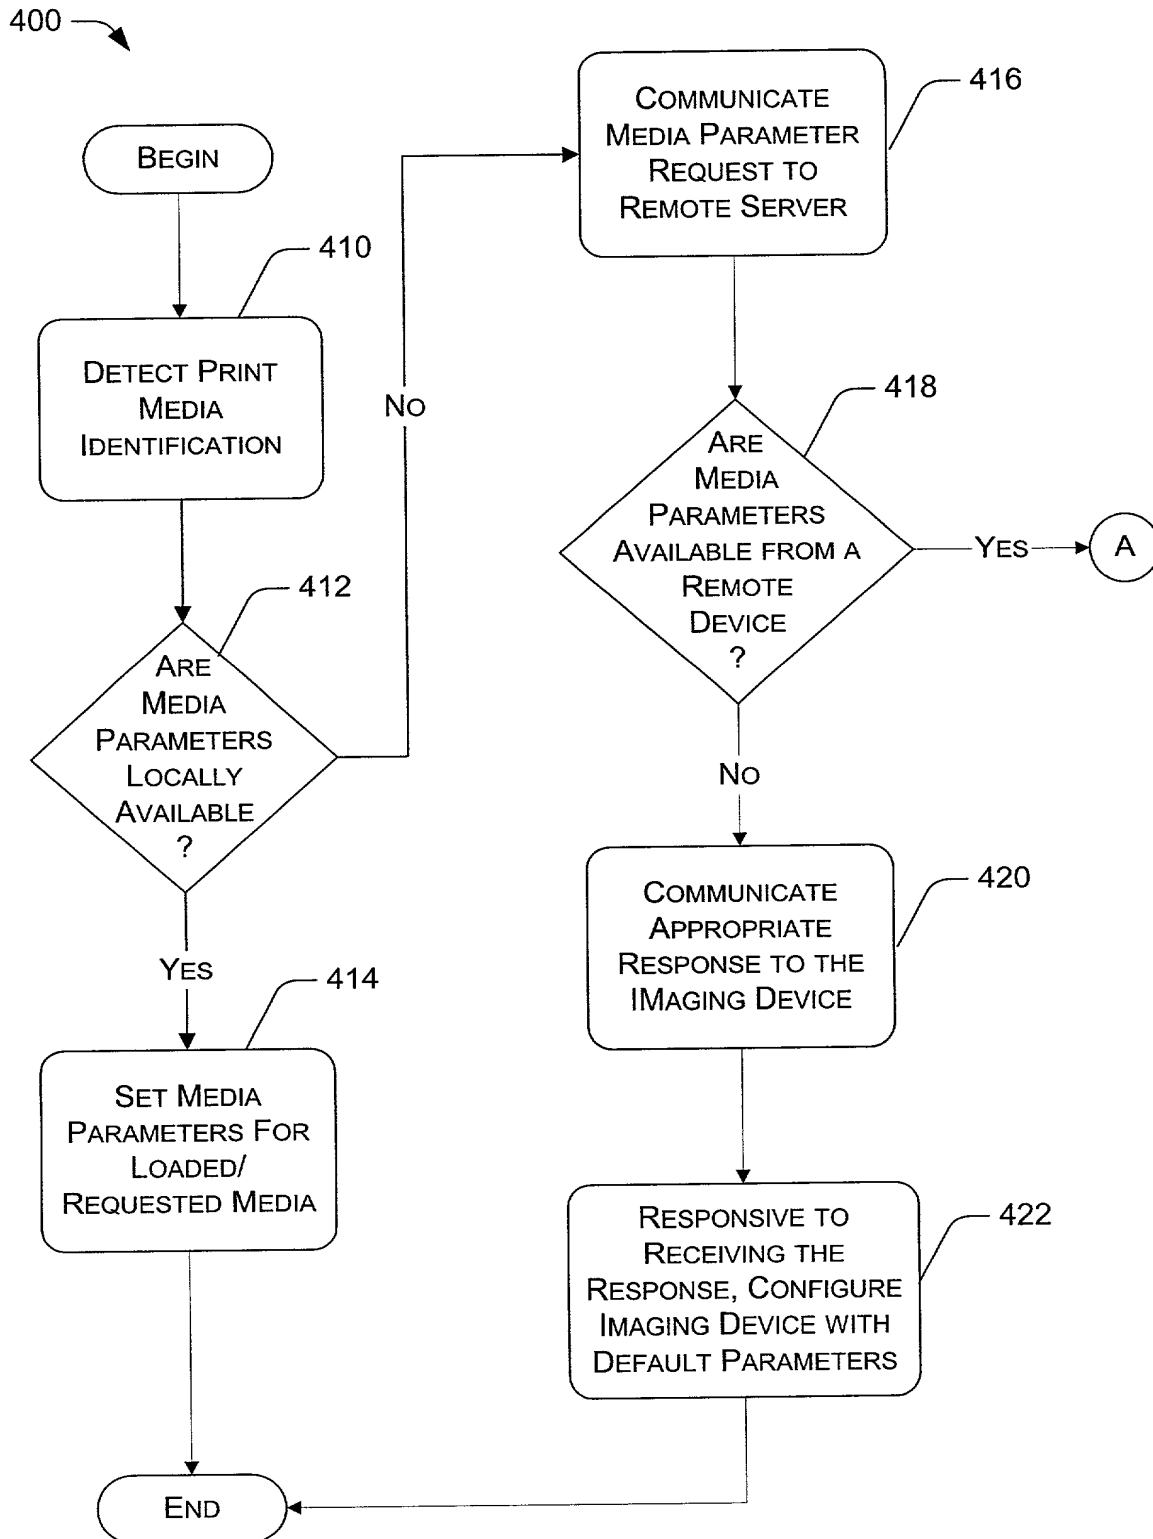 400
BEGIN
410
DETECT PRINT
MEDIA
IDENTIFICATION
412
ARE
MEDIA
PARAMETERS
LOCALLY
AVAILABLE
?
NO
YES
414
SET MEDIA
PARAMETERS FOR
LOADED/
REQUESTED MEDIA
416
COMMUNICATE
MEDIA PARAMETER
REQUEST TO
REMOTE SERVER
418
ARE
MEDIA
PARAMETERS
AVAILABLE FROM A
REMOTE
DEVICE
?
YES
A
NO
420
COMMUNICATE
APPROPRIATE
RESPONSE TO THE
IMAGING DEVICE
422
RESPONSIVE TO
RECEIVING THE
RESPONSE, CONFIGURE
IMAGING DEVICE WITH
DEFAULT PARAMETERS
END